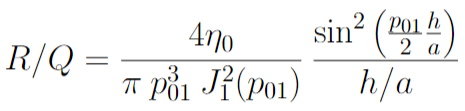 R/Q = \frac{4\eta_0}{\pi \, p_{01}^3 \, J_1^2(p_{01})} \, \frac{\sin^2\left(\frac{p_{01}}{2}\frac{h}{a}\right)}{h/a}